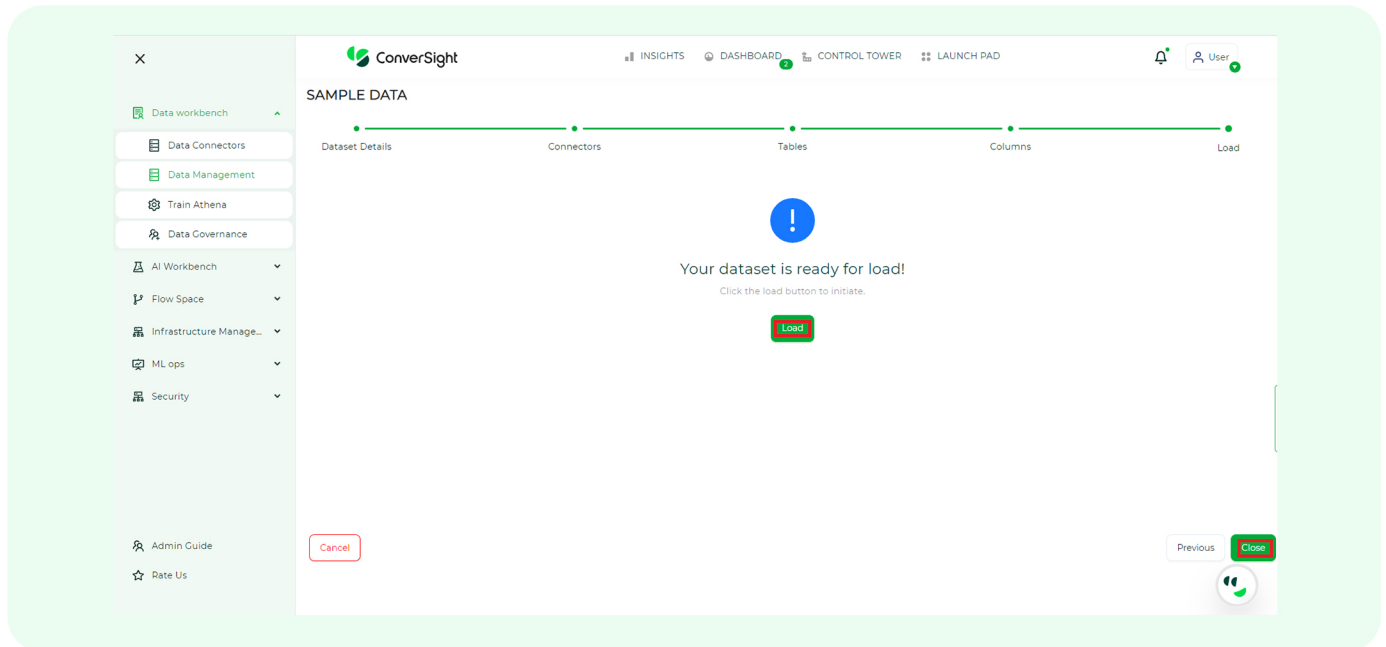 ConverSight
INSIGHTS
DASHBOARD
2
CONTROL TOWER
LAUNCH PAD
User
Data workbench
Data Connectors
Data Management
Train Athena
Data Governance
AI Workbench
Flow Space
Infrastructure Manage...
ML ops
Security
Admin Guide
Rate Us
SAMPLE DATA
Dataset Details
Connectors
Tables
Columns
Load
!
Your dataset is ready for load!
Click the load button to initiate.
Load
Cancel
Previous
Close